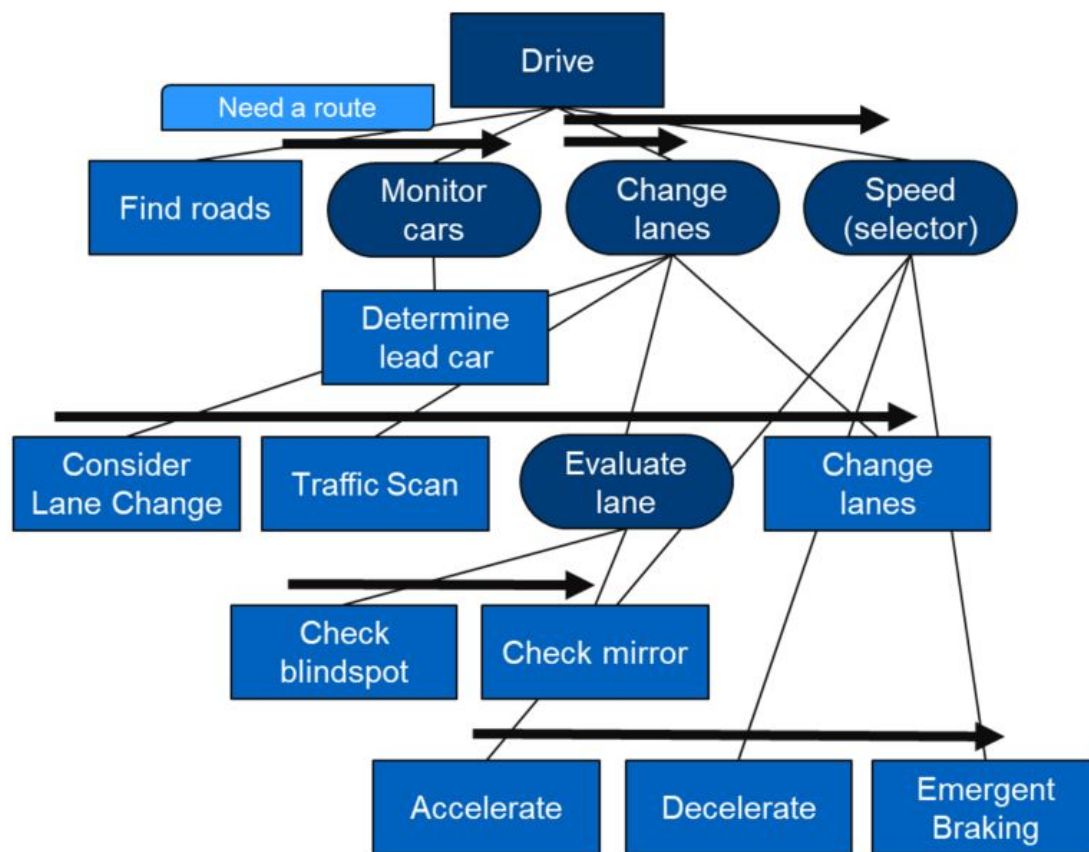 Drive
Need a route
Find roads
Monitor
cars
Change
lanes
Speed
(selector)
Determine
lead car
Consider
Lane Change
Traffic Scan
Evaluate
lane
Change
lanes
Check
blindspot
Check mirror
Accelerate
Decelerate
Emergent
Braking